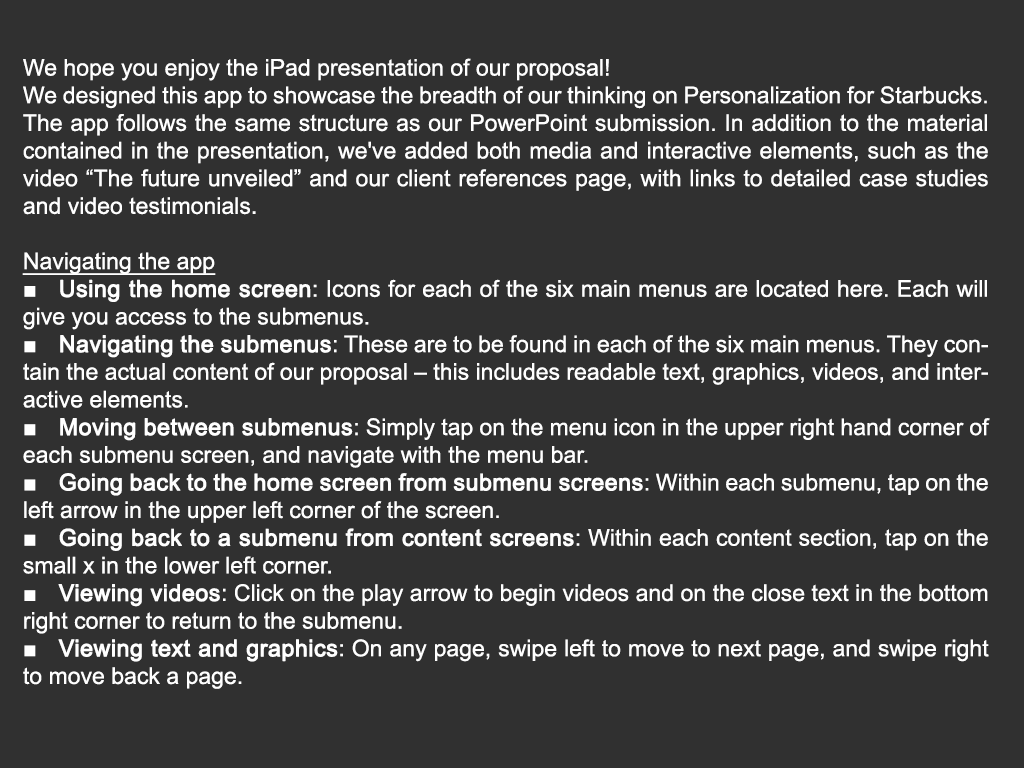 We hope you enjoy the iPad presentation of our proposal!
We designed this app to showcase the breadth of our thinking on Personalization for Starbucks.
The app follows the same structure as our PowerPoint submission. In addition to the material
contained in the presentation, we've added both media and interactive elements, such as the
video “The future unveiled” and our client references page, with links to detailed case studies
and video testimonials.
Navigating the app
■ Using the home screen: Icons for each of the six main menus are located here. Each will
give you access to the submenus.
■ Navigating the submenus: These are to be found in each of the six main menus. They con-
tain the actual content of our proposal – this includes readable text, graphics, videos, and inter-
active elements.
■ Moving between submenus: Simply tap on the menu icon in the upper right hand corner of
each submenu screen, and navigate with the menu bar.
■ Going back to the home screen from submenu screens: Within each submenu, tap on the
left arrow in the upper left corner of the screen.
■ Going back to a submenu from content screens: Within each content section, tap on the
small x in the lower left corner.
■ Viewing videos: Click on the play arrow to begin videos and on the close text in the bottom
right corner to return to the submenu.
■ Viewing text and graphics: On any page, swipe left to move to next page, and swipe right
to move back a page.